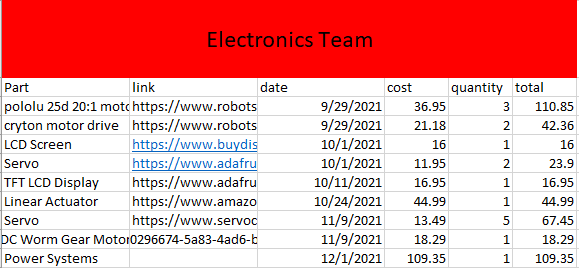 Electronics Team
Part link date cost quantity total
pololu 25d 20:1 moto https://www.robots 9/29/2021 36.95 3 110.85
cryton motor drive https://www.robots 9/29/2021 21.18 2 42.36
LCD Screen https://www.buydis 10/1/2021 16 1 16
Servo https://www.adafru 10/1/2021 11.95 2 23.9
TFT LCD Display https://www.adafru 10/11/2021 16.95 1 16.95
Linear Actuator https://www.amazo 10/24/2021 44.99 1 44.99
Servo https://www.servoc 11/9/2021 13.49 5 67.45
DC Worm Gear Motor 0296674-5a83-4ad6-b 11/9/2021 18.29 1 18.29
Power Systems 12/1/2021 109.35 1 109.35